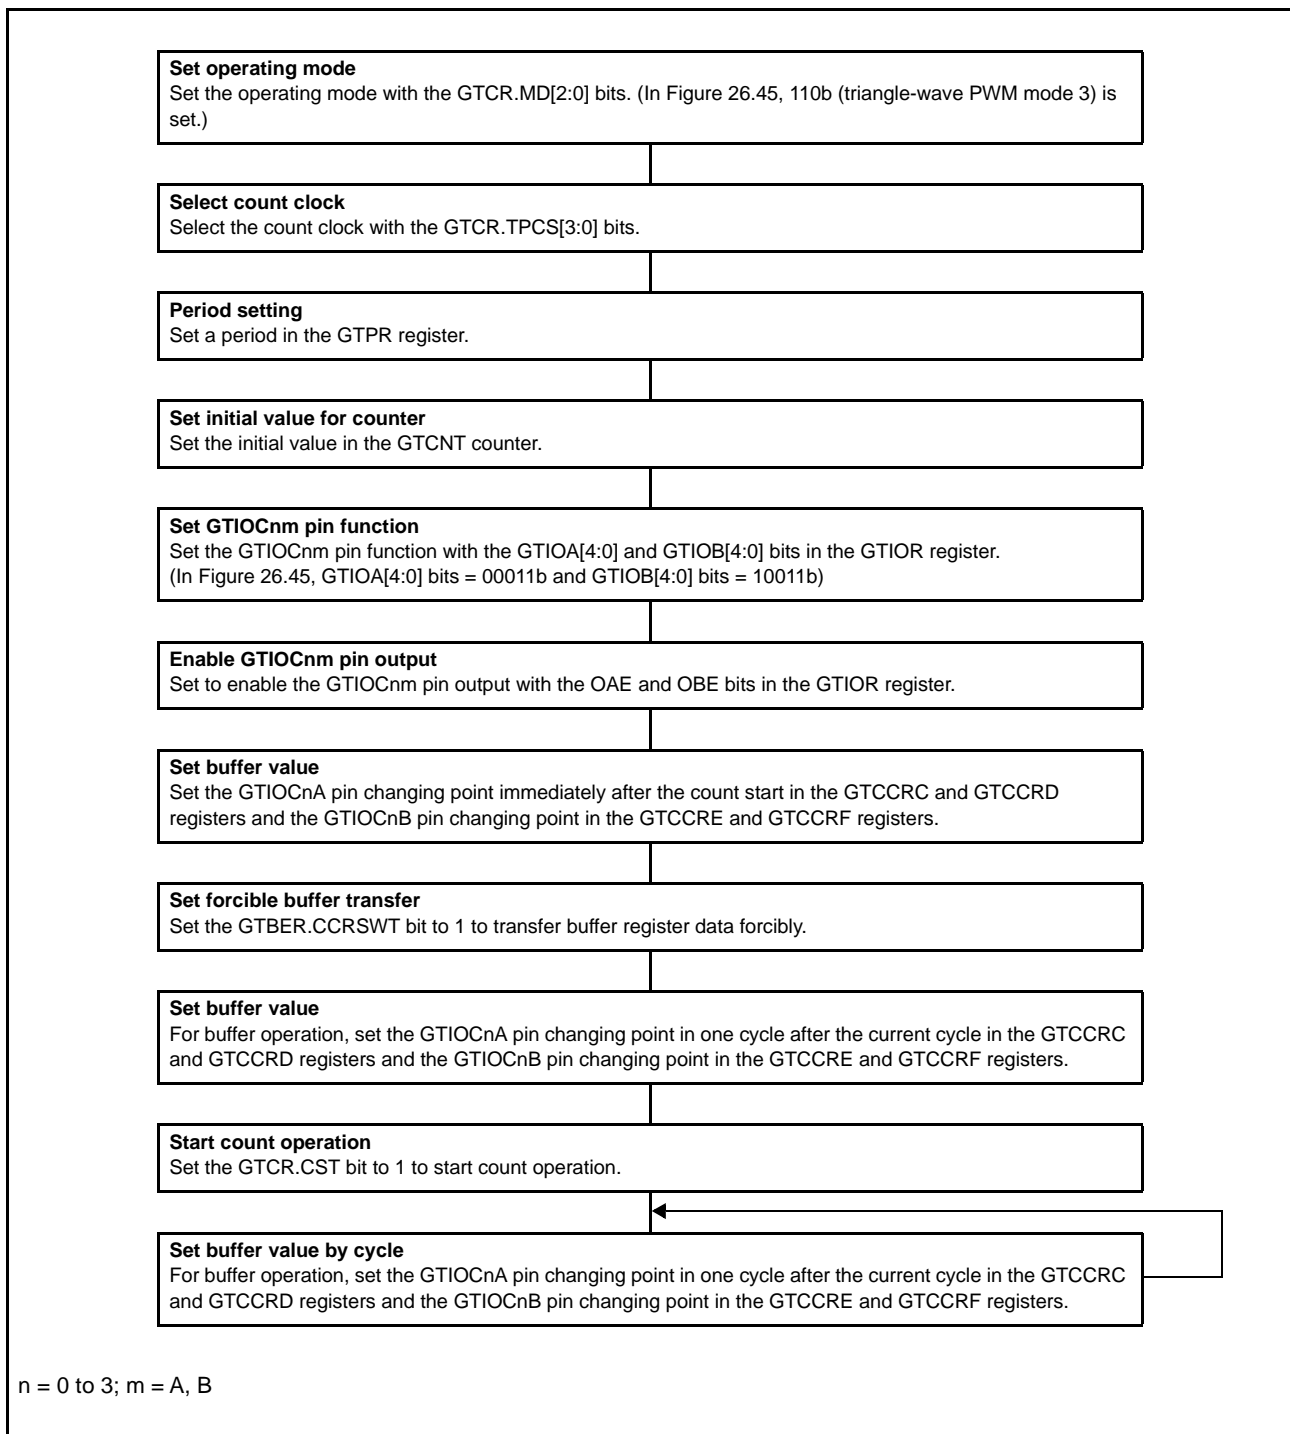 Set operating mode
Set the operating mode with the GTCR.MD[2:0] bits. (In Figure 26.45, 110b (triangle-wave PWM mode 3) is
set.)
Select count clock
Select the count clock with the GTCR.TPCS[3:0] bits.
Period setting
Set a period in the GTPR register.
Set initial value for counter
Set the initial value in the GTCNT counter.
Set GTIOCnm pin function
Set the GTIOCnm pin function with the GTIOA[4:0] and GTIOB[4:0] bits in the GTIOR register.
(In Figure 26.45, GTIOA[4:0] bits = 00011b and GTIOB[4:0] bits = 10011b)
Enable GTIOCnm pin output
Set to enable the GTIOCnm pin output with the OAE and OBE bits in the GTIOR register.
Set buffer value
Set the GTIOCnA pin changing point immediately after the count start in the GTCCRC and GTCCRD
registers and the GTIOCnB pin changing point in the GTCCRE and GTCCRF registers.
Set forcible buffer transfer
Set the GTBER.CCRSWT bit to 1 to transfer buffer register data forcibly.
Set buffer value
For buffer operation, set the GTIOCnA pin changing point in one cycle after the current cycle in the GTCCRC
and GTCCRD registers and the GTIOCnB pin changing point in the GTCCRE and GTCCRF registers.
Start count operation
Set the GTCR.CST bit to 1 to start count operation.
Set buffer value by cycle
For buffer operation, set the GTIOCnA pin changing point in one cycle after the current cycle in the GTCCRC
and GTCCRD registers and the GTIOCnB pin changing point in the GTCCRE and GTCCRF registers.
n = 0 to 3; m = A, B